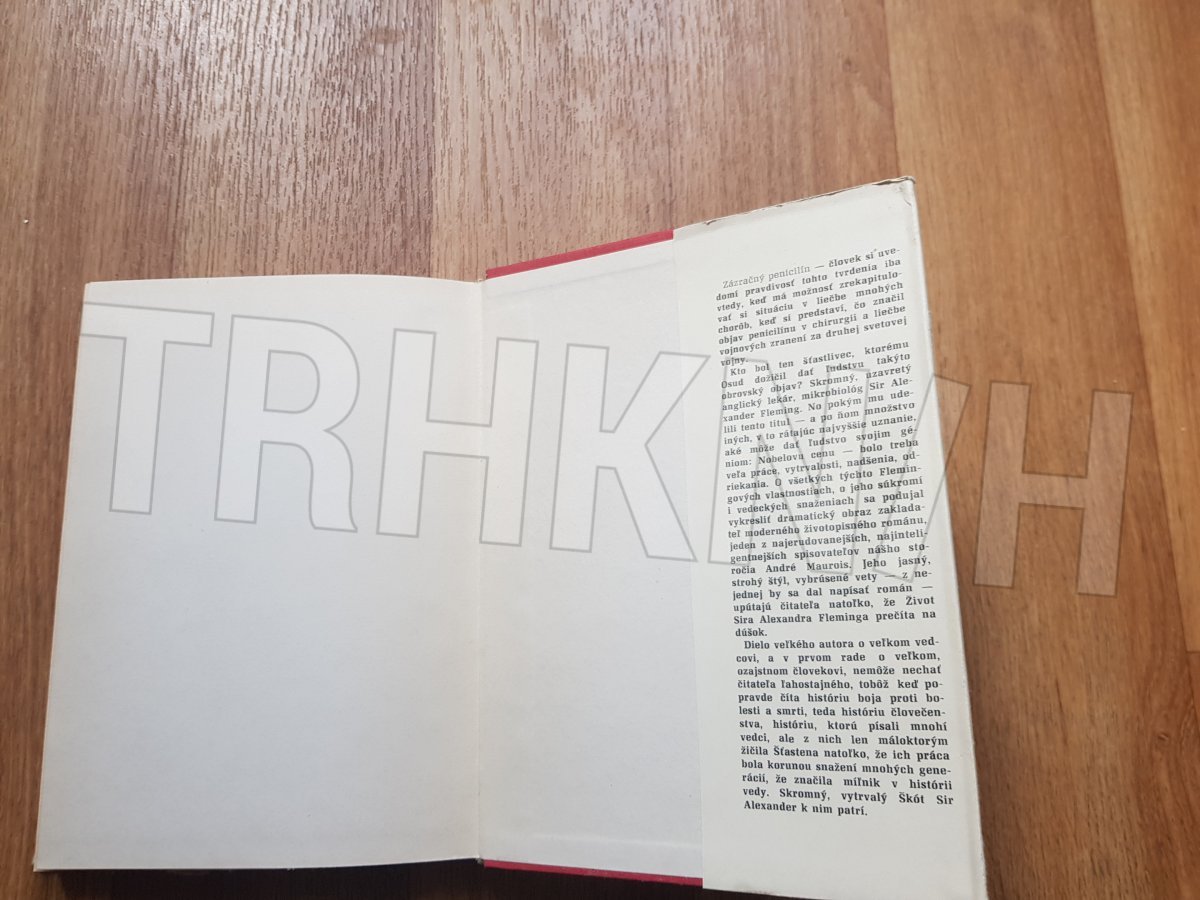 Zázračný penicilín — človek si uve-
domí pravdivosť tohto tvrdenia iba
vtedy, keď má možnosť zrekapitulo-
vať si situáciu v liečbe mnohých
chorôb, keď si predstaví, čo značil
objav penicilínu v chirurgii a liečbe
vojnových zranení za druhej svetovej
vojny.
Kto bol ten šťastlivec, ktorému
Osud dožičil dať ľudstvu takýto
obrovský objav? Skromný, uzavretý
anglický lekár, mikrobiológ Sir Ale-
xander Fleming. No pokým mu ude-
lili tento titul — a po ňom množstvo
iných, v to rátajúc najvyššie uznanie,
aké môže dať ľudstvo svojim gé-
niom: Nobelovu cenu — bolo treba
veľa práce, vytrvalosti, nadšenia, od-
riekania. O všetkých týchto Flemin-
gových vlastnostiach, o jeho súkromí
i vedeckých snaženiach sa podujal
vykresliť dramatický obraz zaklada-
teľ moderného životopisného románu,
jeden z najerudovanejších, najinteli-
gentnejších spisovateľov nášho sto-
ročia André Maurois. Jeho jasný,
strohý štýl, vybrúsené vety — z ne-
jednej by sa dal napísať román —
upútajú čitateľa natoľko, že Život
Sira Alexandra Fleminga prečíta na
dúšok.
Dielo veľkého autora o veľkom ved-
covi, a v prvom rade o veľkom,
ozajstnom človekovi, nemôže nechať
čitateľa ľahostajného, tobôž keď po-
pravde číta históriu boja proti bo-
lesti a smrti, teda históriu človečen-
stva, históriu, ktorú písali mnohí
vedci, ale z nich len máloktorým
žičila Šťastena natoľko, že ich práca
bola korunou snažení mnohých gene-
rácií, že značila míľnik v histórii
vedy. Skromný, vytrvalý Škót Sir
Alexander k nim patrí.
TRHKNÍH